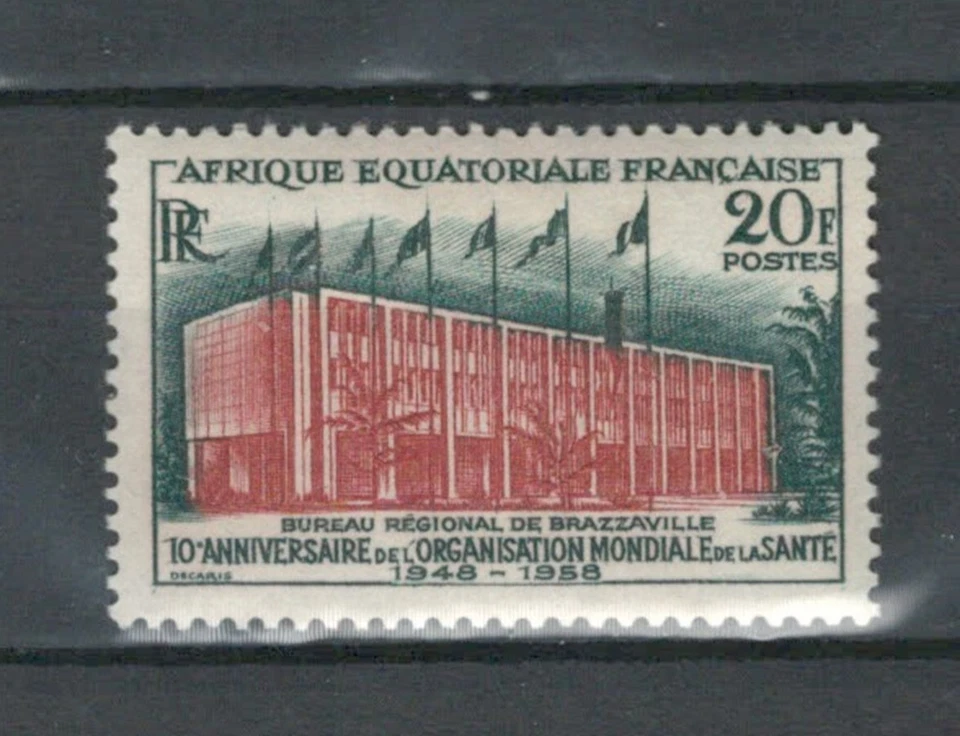 AFRIQUE EQUATORIALE FRANÇAISE
RF
20F
POSTES
BUREAU RÉGIONAL DE BRAZZAVILLE
10e ANNIVERSAIRE DE L'ORGANISATION MONDIALE DE LA SANTÉ
DECARIS
1948 - 1958